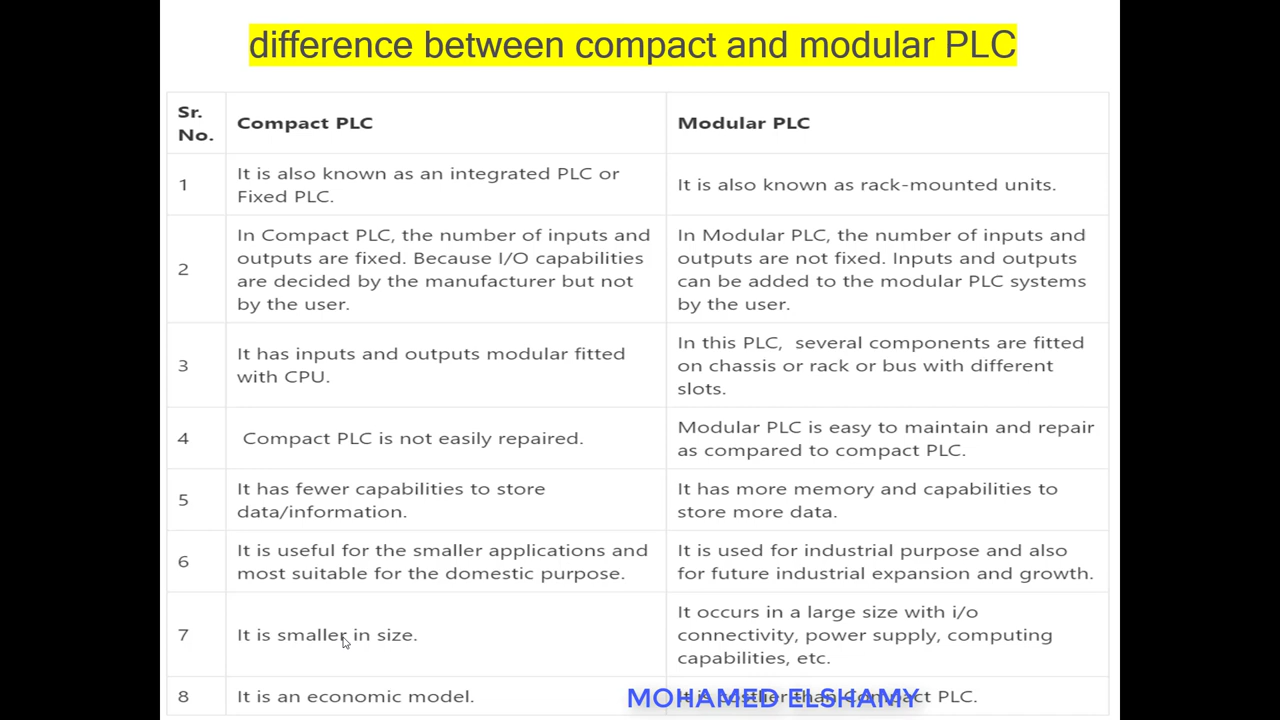 difference between compact and modular PLC
Sr.
No.
Compact PLC
Modular PLC
1
It is also known as an integrated PLC or
Fixed PLC.
It is also known as rack-mounted units.
2
In Compact PLC, the number of inputs and
outputs are fixed. Because I/O capabilities
are decided by the manufacturer but not
by the user.
In Modular PLC, the number of inputs and
outputs are not fixed. Inputs and outputs
can be added to the modular PLC systems
by the user.
3
It has inputs and outputs modular fitted
with CPU.
In this PLC, several components are fitted
on chassis or rack or bus with different
slots.
4
Compact PLC is not easily repaired.
Modular PLC is easy to maintain and repair
as compared to compact PLC.
5
It has fewer capabilities to store
data/information.
It has more memory and capabilities to
store more data.
6
It is useful for the smaller applications and
most suitable for the domestic purpose.
It is used for industrial purpose and also
for future industrial expansion and growth.
7
It is smaller in size.
It occurs in a large size with i/o
connectivity, power supply, computing
capabilities, etc.
8
It is an economic model.
It is costlier than Compact PLC.
MOHAMED ELSHAMY